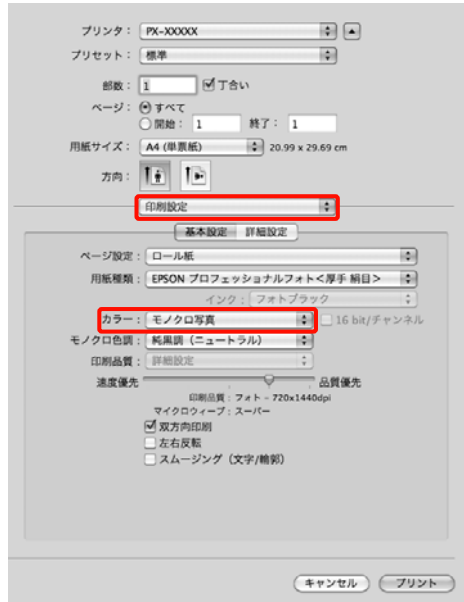 プリンタ： PX-XXXXX
プリセット： 標準
部数： 1 丁合い
ページ： すべて
開始： 1 終了： 1
用紙サイズ： A4 (単票紙) 20.99 x 29.69 cm
方向：
印刷設定
基本設定 詳細設定
ページ設定： ロール紙
用紙種類： EPSON プロフェッショナルフォト＜厚手 絹目＞
インク： フォトブラック
カラー： モノクロ写真 16 bit/チャンネル
モノクロ色調： 純黒調（ニュートラル）
印刷品質： 詳細設定
速度優先 品質優先
印刷品質：フォト - 720x1440dpi
マイクロウィーブ：スーパー
双方向印刷
左右反転
スムージング（文字/輪郭）
キャンセル プリント